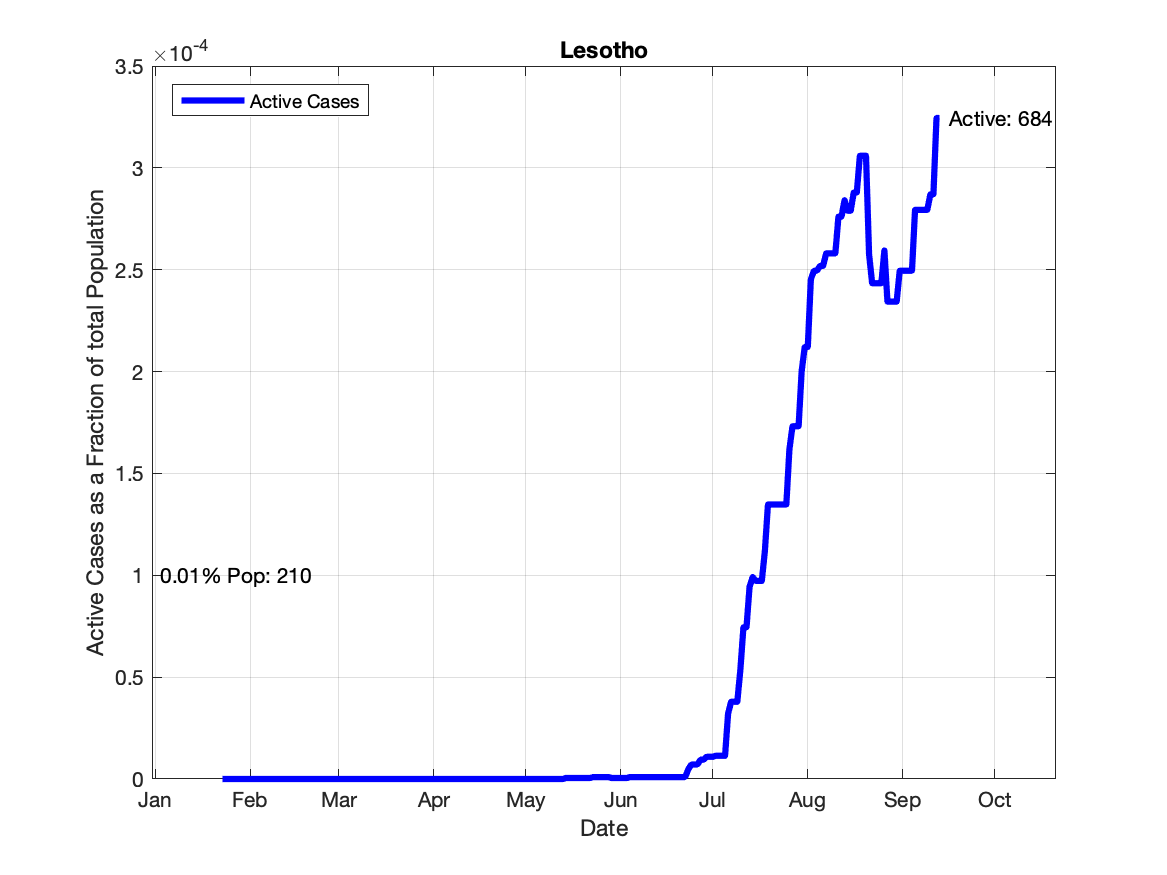 Lesotho
×10-4
3.5
3
2.5
2
1.5
1
0.5
0
Active Cases as a Fraction of total Population
Active Cases
Active: 684
0.01% Pop: 210
Jan Feb Mar Apr May Jun Jul Aug Sep Oct
Date